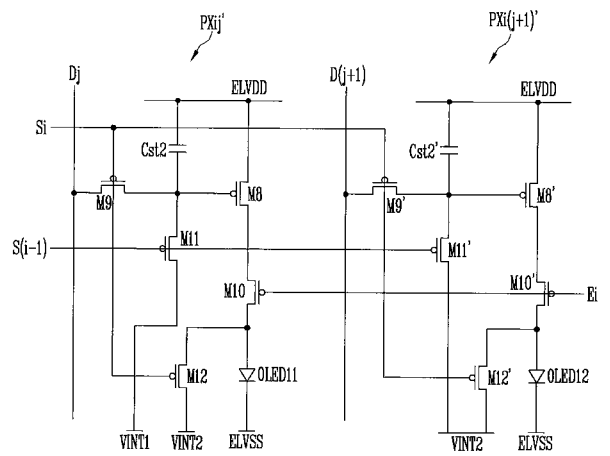 PXij'
PXi(j+1)'
Dj
D(j+1)
ELVDD
ELVDD
Si
Cst2
Cst2'
M9
M8
M9'
M8'
S(i-1)
M11
M11'
M10
M10'
Ei
M12
OLED11
M12'
OLED12
VINT1
VINT2
ELVSS
VINT2
ELVSS